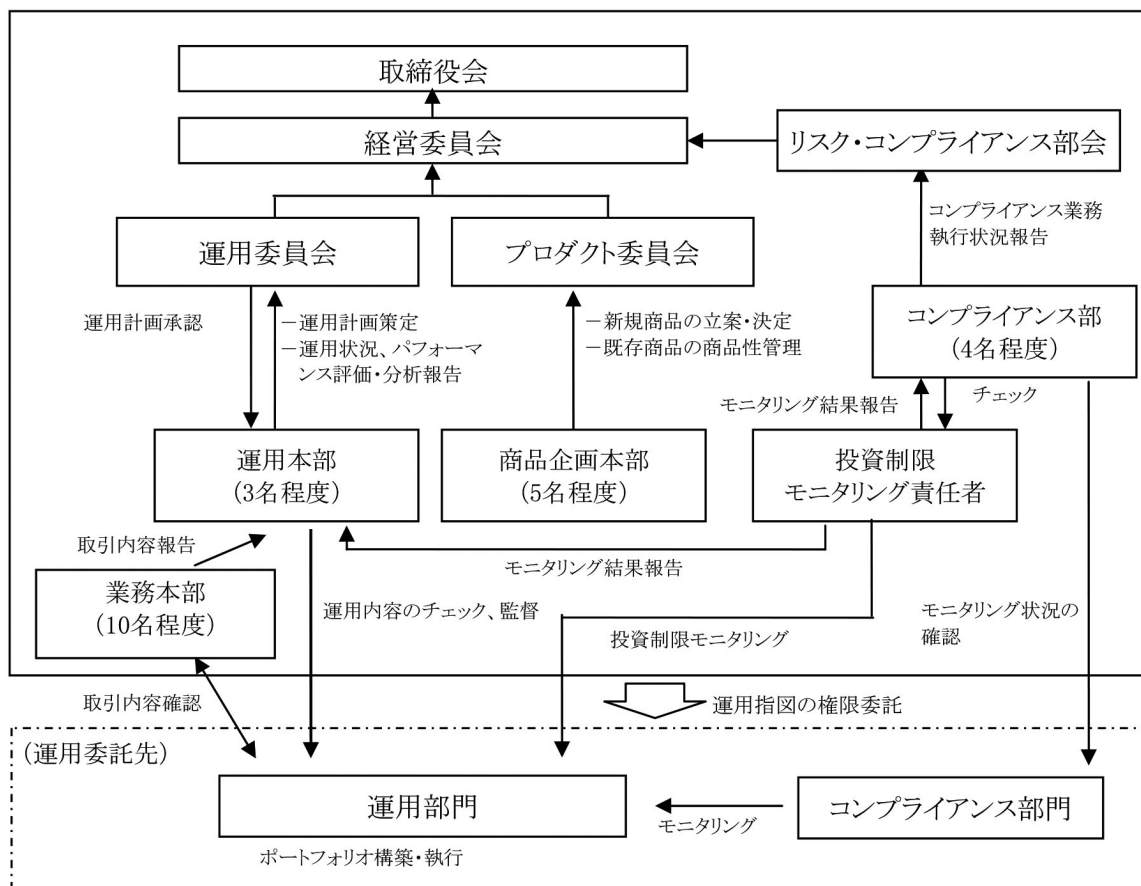 取締役会
経営委員会
リスク・コンプライアンス部会
コンプライアンス業務
執行状況報告
運用委員会
プロダクト委員会
運用計画承認
－運用計画策定
－運用状況、パフォーマ
ンス評価・分析報告
－新規商品の立案・決定
－既存商品の商品性管理
コンプライアンス部
(4名程度)
モニタリング結果報告
チェック
運用本部
(3名程度)
商品企画本部
(5名程度)
投資制限
モニタリング責任者
取引内容報告
モニタリング結果報告
業務本部
(10名程度)
運用内容のチェック、監督
投資制限モニタリング
モニタリング状況の
確認
取引内容確認
運用指図の権限委託
(運用委託先)
運用部門
モニタリング
コンプライアンス部門
ポートフォリオ構築・執行